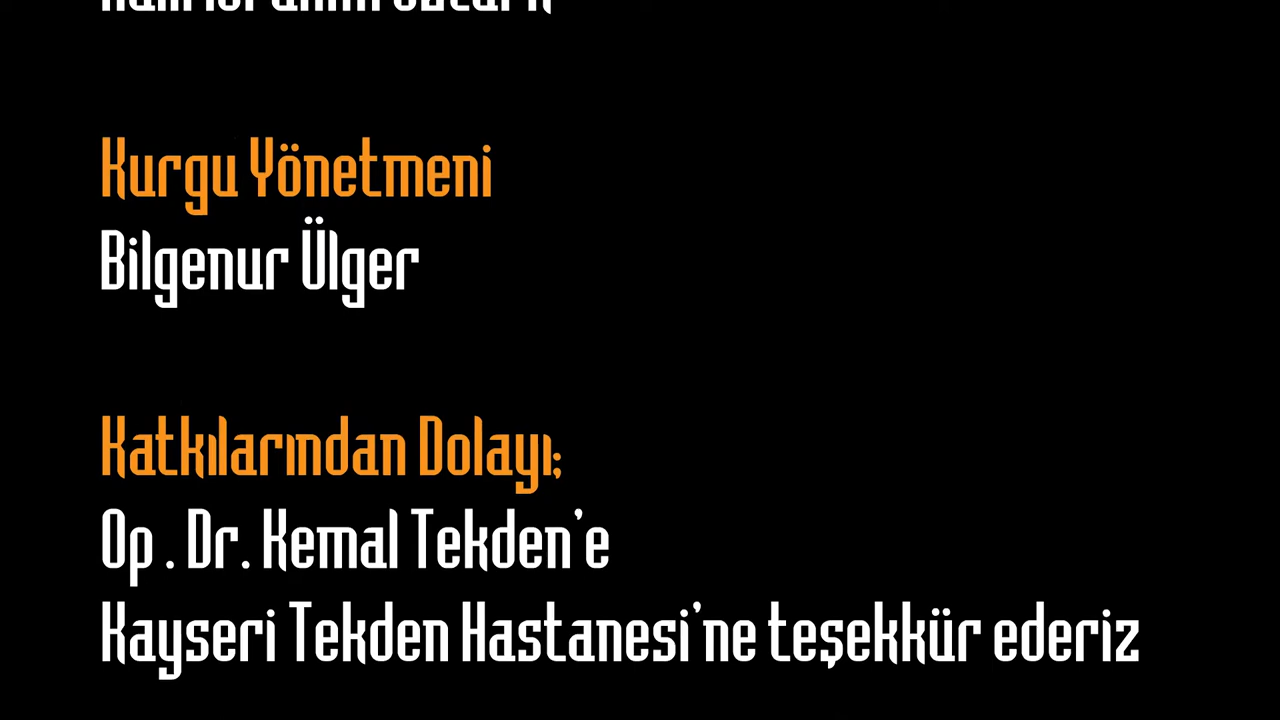 Kurgu Yönetmeni
Bilgenur Ülger
Katkılarından Dolayı;
Op . Dr. Kemal Tekden'e
Kayseri Tekden Hastanesi'ne teşekkür ederiz